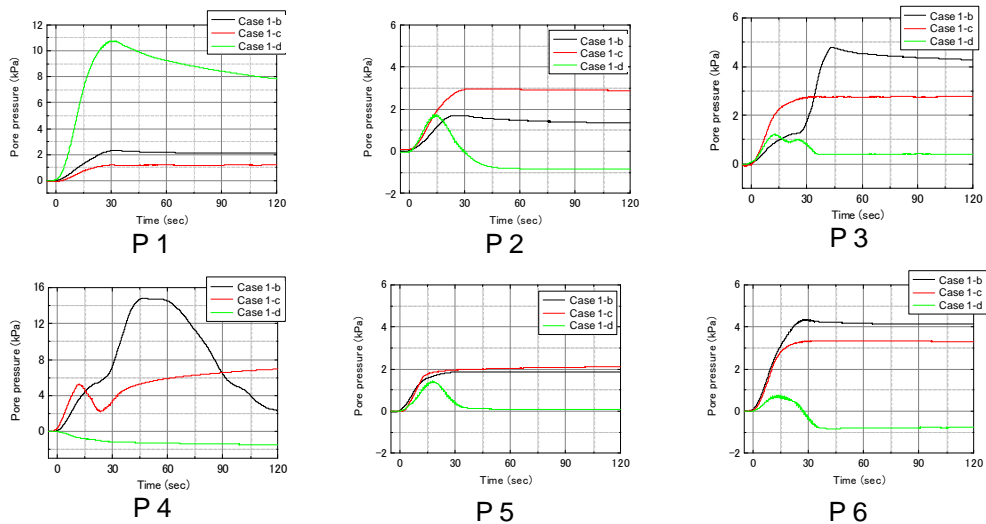 Case 1-b
Case 1-c
Case 1-d
12
10
8
6
4
2
0
Pore pressure (kPa)
0 30 60 90 120
Time (sec)
P 1
Case 1-b
Case 1-c
Case 1-d
6
4
2
0
-2
Pore pressure (kPa)
0 30 60 90 120
Time (sec)
P 2
Case 1-b
Case 1-c
Case 1-d
6
4
2
0
Pore pressure (kPa)
0 30 60 90 120
Time (sec)
P 3
Case 1-b
Case 1-c
Case 1-d
16
12
8
4
0
Pore pressure (kPa)
0 30 60 90 120
Time (sec)
P 4
Case 1-b
Case 1-c
Case 1-d
6
4
2
0
-2
Pore pressure (kPa)
0 30 60 90 120
Time (sec)
P 5
Case 1-b
Case 1-c
Case 1-d
6
4
2
0
-2
Pore pressure (kPa)
0 30 60 90 120
Time (sec)
P 6